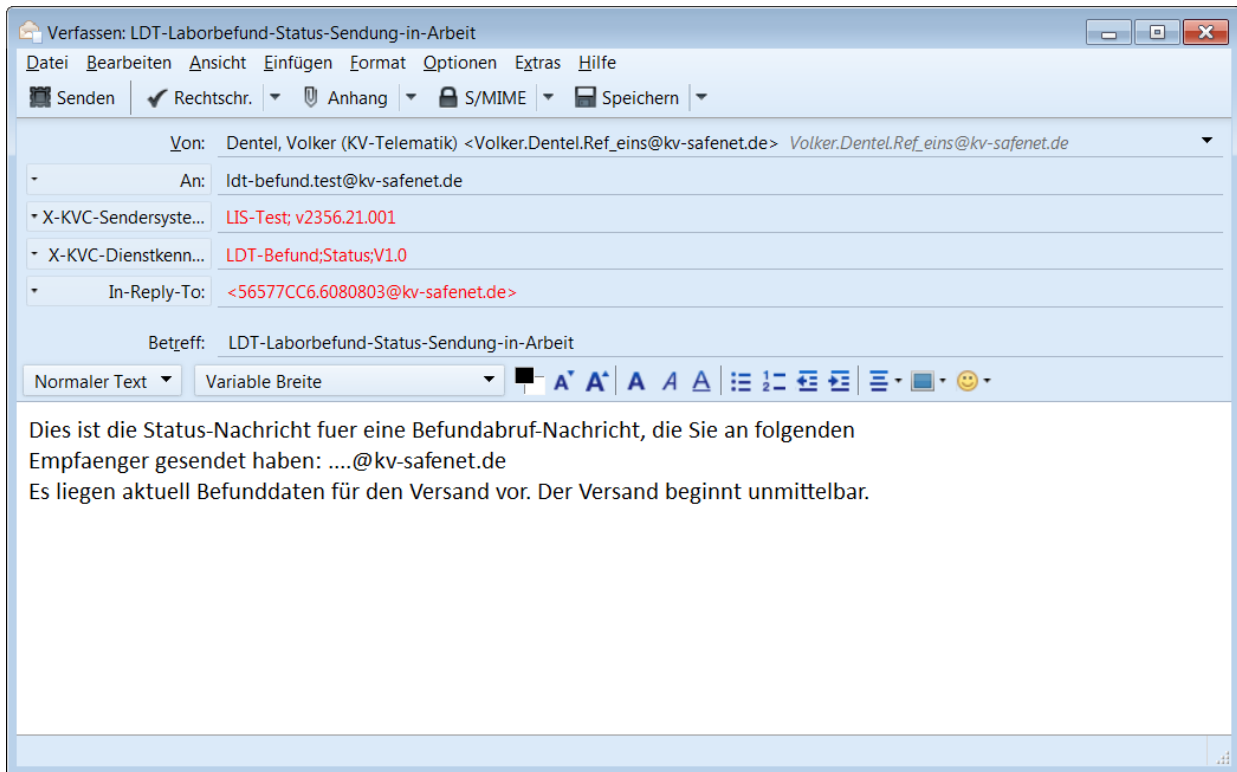 Verfassen: LDT-Laborbefund-Status-Sendung-in-Arbeit
Datei Bearbeiten Ansicht Einfügen Format Optionen Extras Hilfe
Senden Rechtschr. Anhang S/MIME Speichern
Von: Dentel, Volker (KV-Telematik) <Volker.Dentel.Ref_eins@kv-safenet.de> Volker.Dentel.Ref_eins@kv-safenet.de
An: ldt-befund.test@kv-safenet.de
X-KVC-Sendersyste... LIS-Test; v2356.21.001
X-KVC-Dienstkenn... LDT-Befund;Status;V1.0
In-Reply-To: <56577CC6.6080803@kv-safenet.de>
Betreff: LDT-Laborbefund-Status-Sendung-in-Arbeit
Normaler Text Variable Breite
Dies ist die Status-Nachricht fuer eine Befundabruf-Nachricht, die Sie an folgenden
Empfaenger gesendet haben: ....@kv-safenet.de
Es liegen aktuell Befunddaten für den Versand vor. Der Versand beginnt unmittelbar.